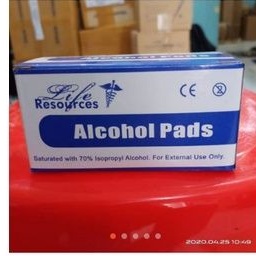 Life
Resources
CE
Alcohol Pads
Saturated with 70% Isopropyl Alcohol. For External Use Only.
2020.04.25 10:49